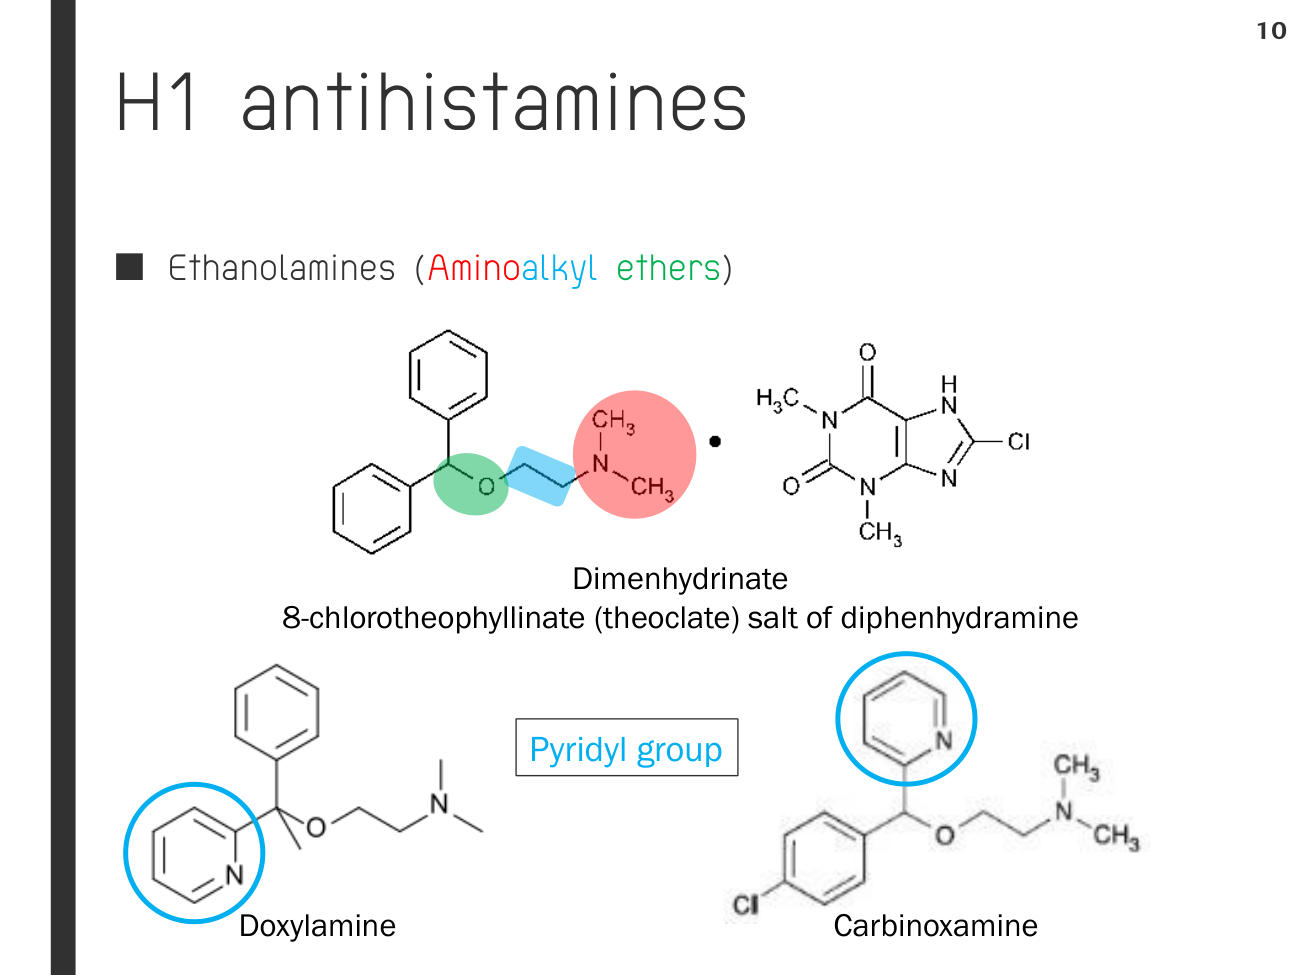 10
H1 antihistamines
■ Ethanolamines (Aminoalkyl ethers)
CH3
N
O
CH3
O
H3C
N
H
N
Cl
O
N
N
CH3
Dimenhydrinate
8-chlorotheophyllinate (theoclate) salt of diphenhydramine
Pyridyl group
N
O
N
Doxylamine
N
CH3
N
O
CH3
Cl
Carbinoxamine